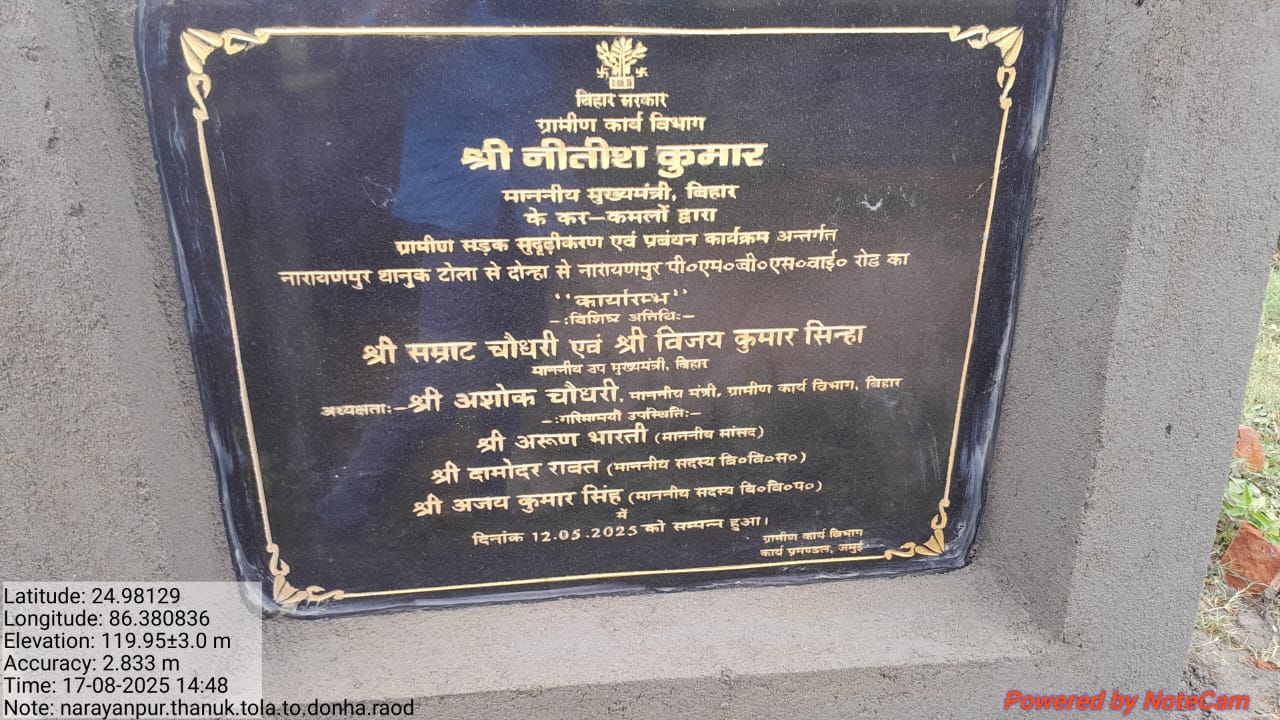 बिहार सरकार
ग्रामीण कार्य विभाग
श्री नीतीश कुमार
माननीय मुख्यमंत्री, बिहार
के कर-कमलों द्वारा
ग्रामीण सड़क सुदृढ़ीकरण एवं प्रबंधन कार्यक्रम अन्तर्गत
नारायणपुर धानुक टोला से दोन्हा से नारायणपुर पी०एम०जी०एस०वाई० रोड का
''कार्यारम्भ''
-:विशिष्ट अतिथि:-
श्री सम्राट चौधरी एवं श्री विजय कुमार सिन्हा
माननीय उप मुख्यमंत्री, बिहार
अध्यक्षता:-श्री अशोक चौधरी, माननीय मंत्री, ग्रामीण कार्य विभाग, बिहार
-:गरिमामयी उपस्थिति:-
श्री अरूण भारती (माननीय सांसद)
श्री दामोदर रावत (माननीय सदस्य बि०वि०स०)
श्री अजय कुमार सिंह (माननीय सदस्य बि०वि०प०)
में
दिनांक 12.05.2025 को सम्पन्न हुआ।
ग्रामीण कार्य विभाग
कार्य प्रमण्डल, जमुई
Latitude: 24.98129
Longitude: 86.380836
Elevation: 119.95±3.0 m
Accuracy: 2.833 m
Time: 17-08-2025 14:48
Note: narayanpur.thanuk.tola.to.donha.raod
Powered by NoteCam